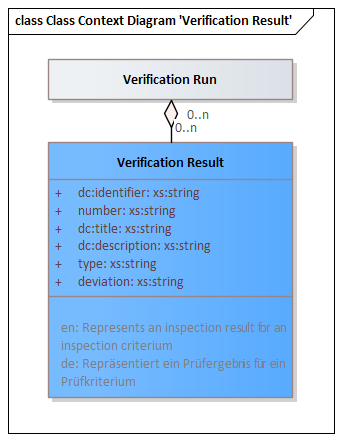 class Class Context Diagram 'Verification Result'
Verification Run
0..n
0..n
Verification Result
+ dc:identifier: xs:string
+ number: xs:string
+ dc:title: xs:string
+ dc:description: xs:string
+ type: xs:string
+ deviation: xs:string
en: Represents an inspection result for an
inspection criterium
de: Repräsentiert ein Prüfergebnis für ein
Prüfkriterium